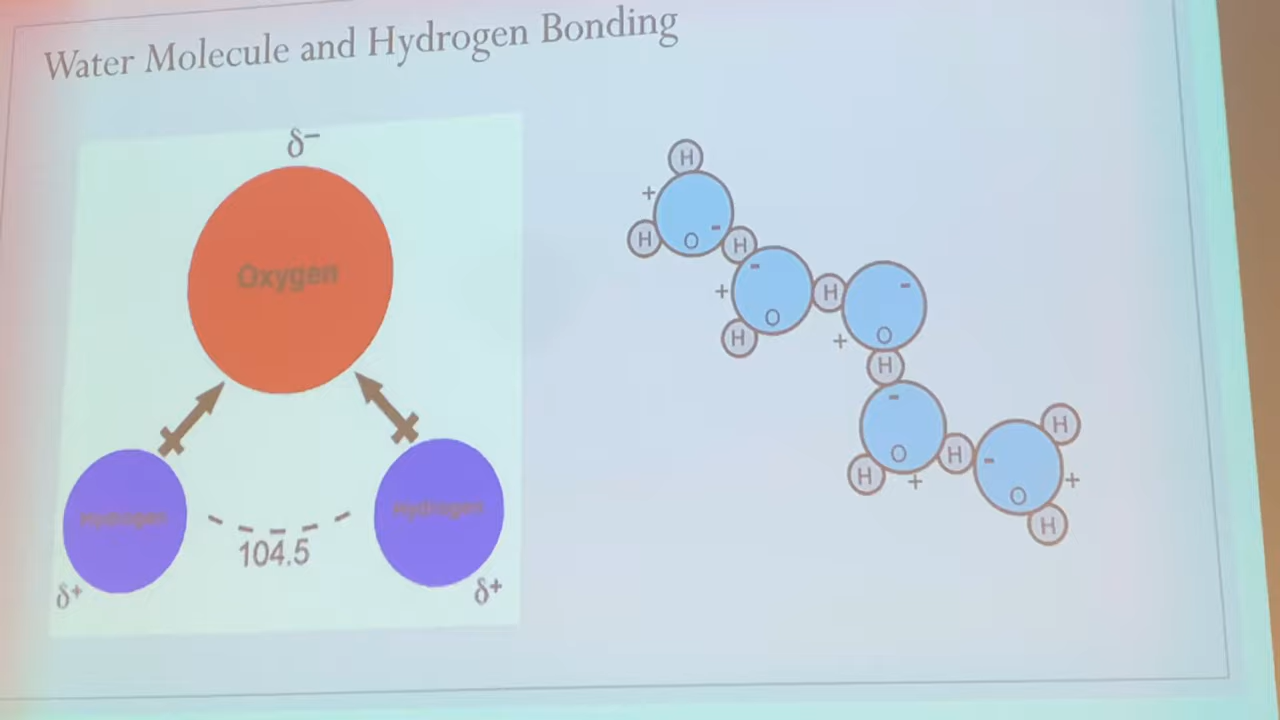 Water Molecule and Hydrogen Bonding
δ−
Oxygen
Hydrogen
Hydrogen
104.5
δ+
δ+
H
+
H
O
-
H
-
+
O
H
H
-
O
+
H
-
O
H
+
H
-
O
H
+
H